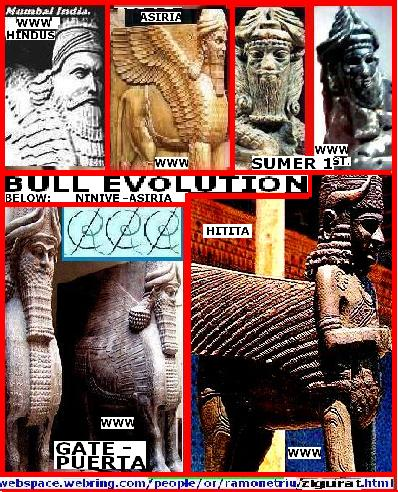 Mumbai India.
WWW
HINDUS
ASIRIA
WWW
SUMER 1ST.
WWW
BULL EVOLUTION
BELOW: NINIVE-ASIRIA
HITITA
WWW
GATE -
PUERTA
WWW
webspace.webring.com/people/or/ramonetriu/zigurat.html